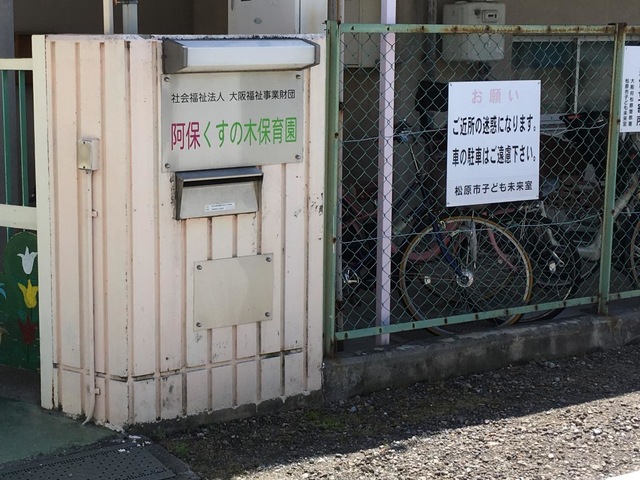 社会福祉法人 大阪福祉事業財団
阿保くすの木保育園
お願い
ご近所の迷惑になります。
車の駐車はご遠慮下さい。
松原市子ども未来室